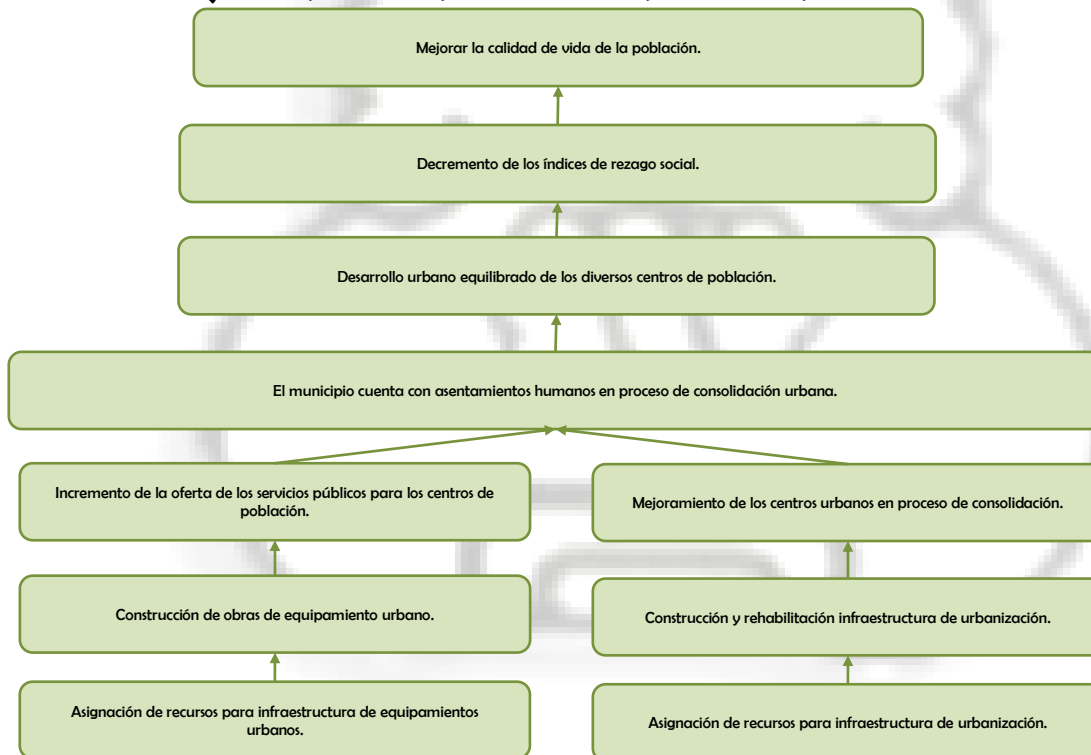 Mejorar la calidad de vida de la población.
Decremento de los índices de rezago social.
Desarrollo urbano equilibrado de los diversos centros de población.
El municipio cuenta con asentamientos humanos en proceso de consolidación urbana.
Incremento de la oferta de los servicios públicos para los centros de
población.
Mejoramiento de los centros urbanos en proceso de consolidación.
Construcción de obras de equipamiento urbano.
Construcción y rehabilitación infraestructura de urbanización.
Asignación de recursos para infraestructura de equipamientos
urbanos.
Asignación de recursos para infraestructura de urbanización.